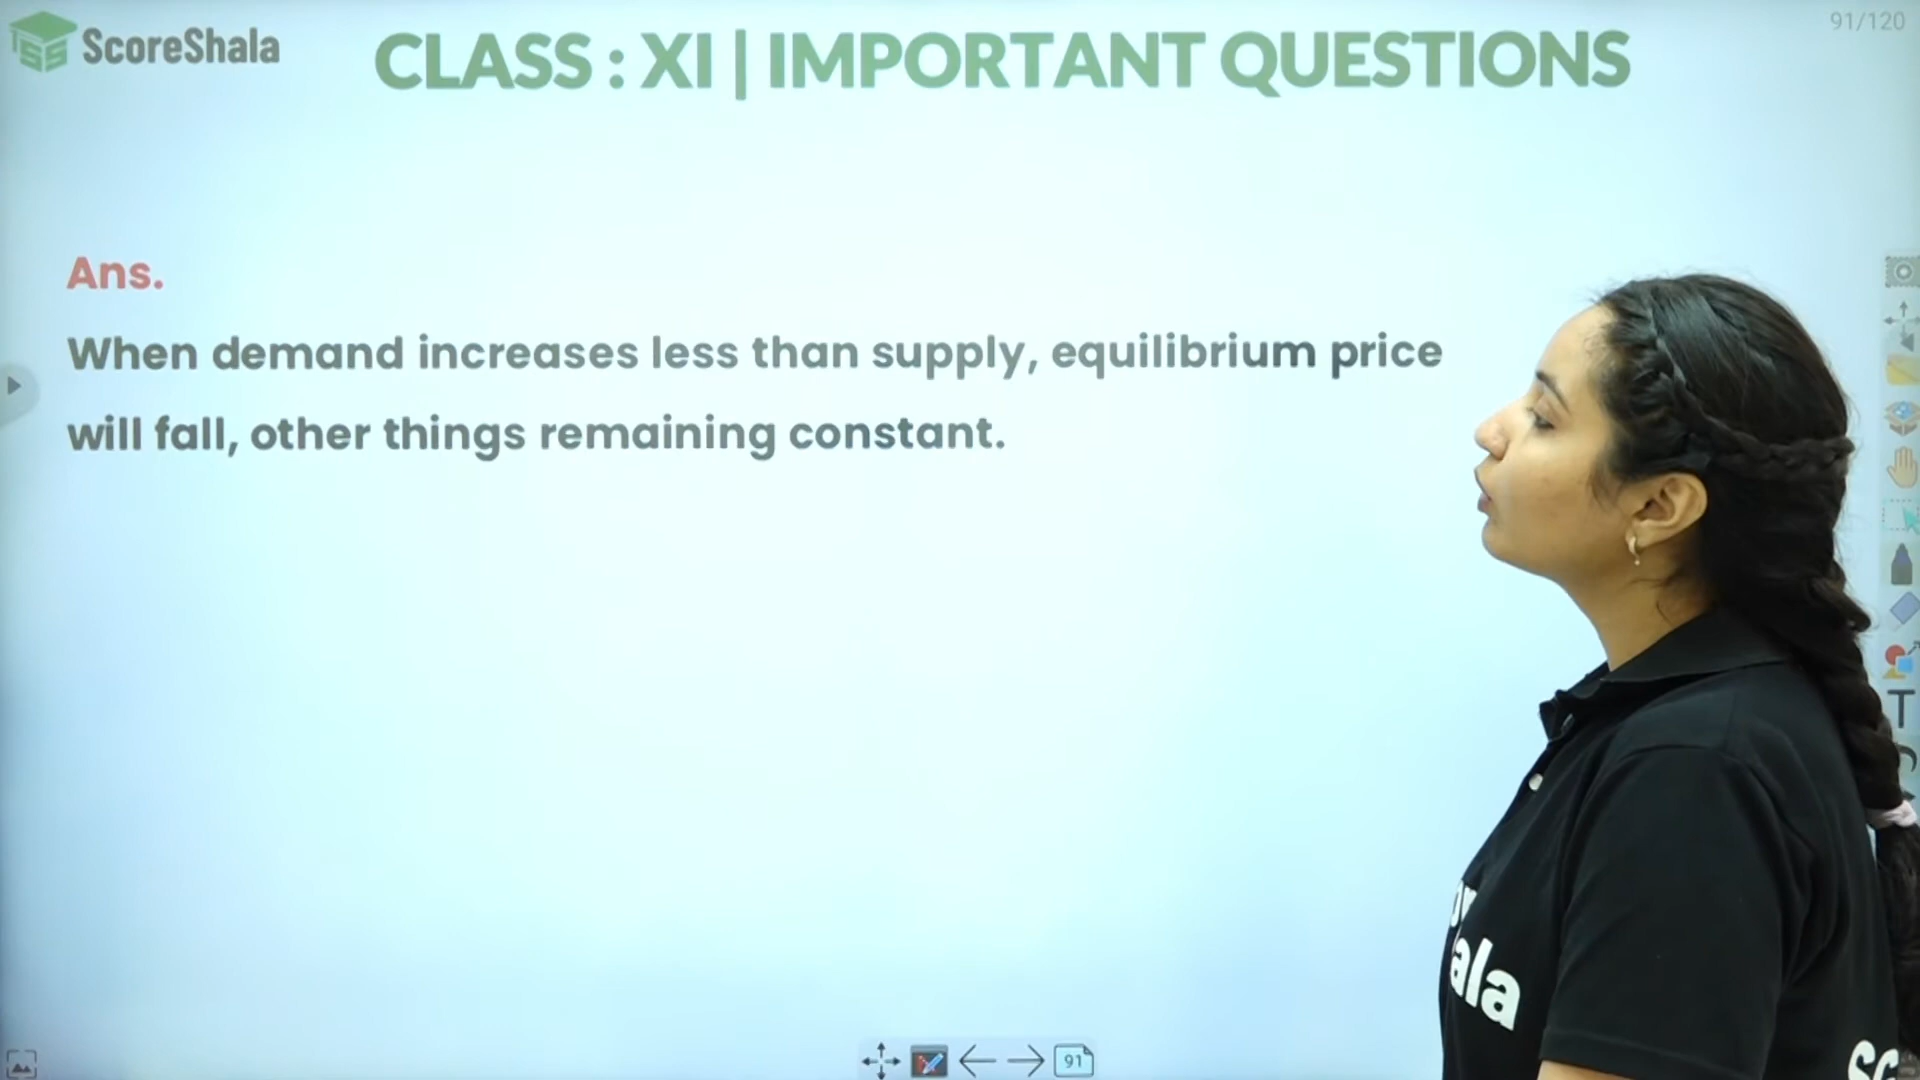 ScoreShala
CLASS : XI | IMPORTANT QUESTIONS
91/120
Ans.
When demand increases less than supply, equilibrium price
will fall, other things remaining constant.
ala
91